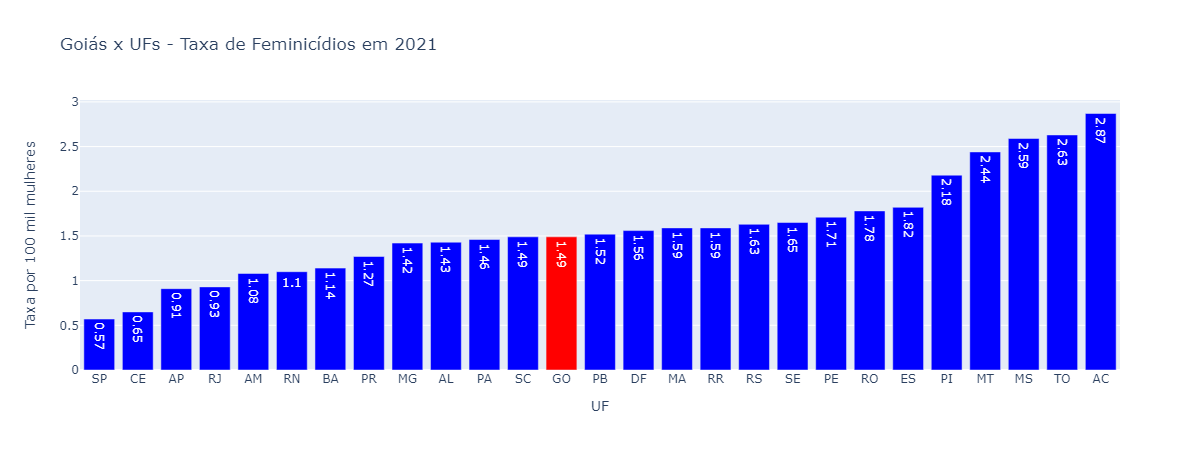 Goiás x UFs - Taxa de Feminicídios em 2021
Taxa por 100 mil mulheres
3
2.5
2
1.5
1
0.5
0
0.57 0.65 0.91 0.93 1.08 1.1 1.14 1.27 1.42 1.43 1.46 1.49 1.49 1.52 1.56 1.59 1.59 1.63 1.65 1.71 1.78 1.82 2.18 2.44 2.59 2.63 2.87
SP CE AP RJ AM RN BA PR MG AL PA SC GO PB DF MA RR RS SE PE RO ES PI MT MS TO AC
UF